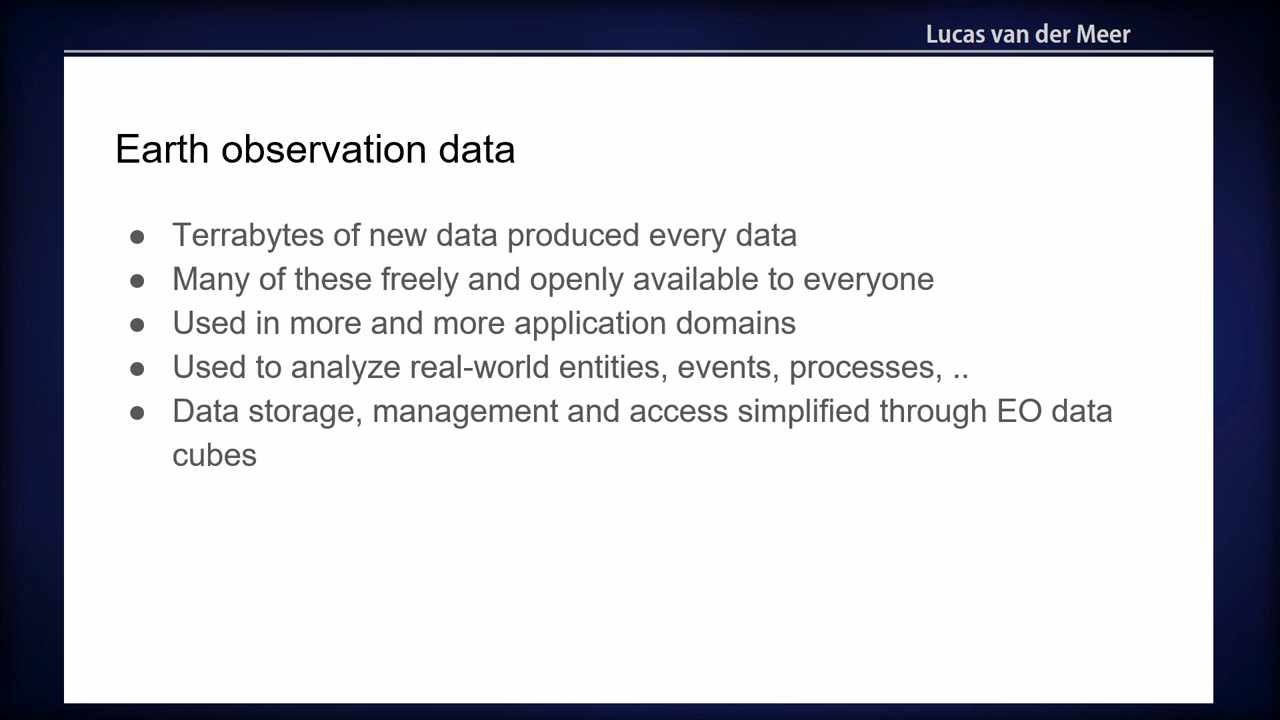 Lucas van der Meer
Earth observation data
● Terrabytes of new data produced every data
● Many of these freely and openly available to everyone
● Used in more and more application domains
● Used to analyze real-world entities, events, processes, ..
● Data storage, management and access simplified through EO data
cubes